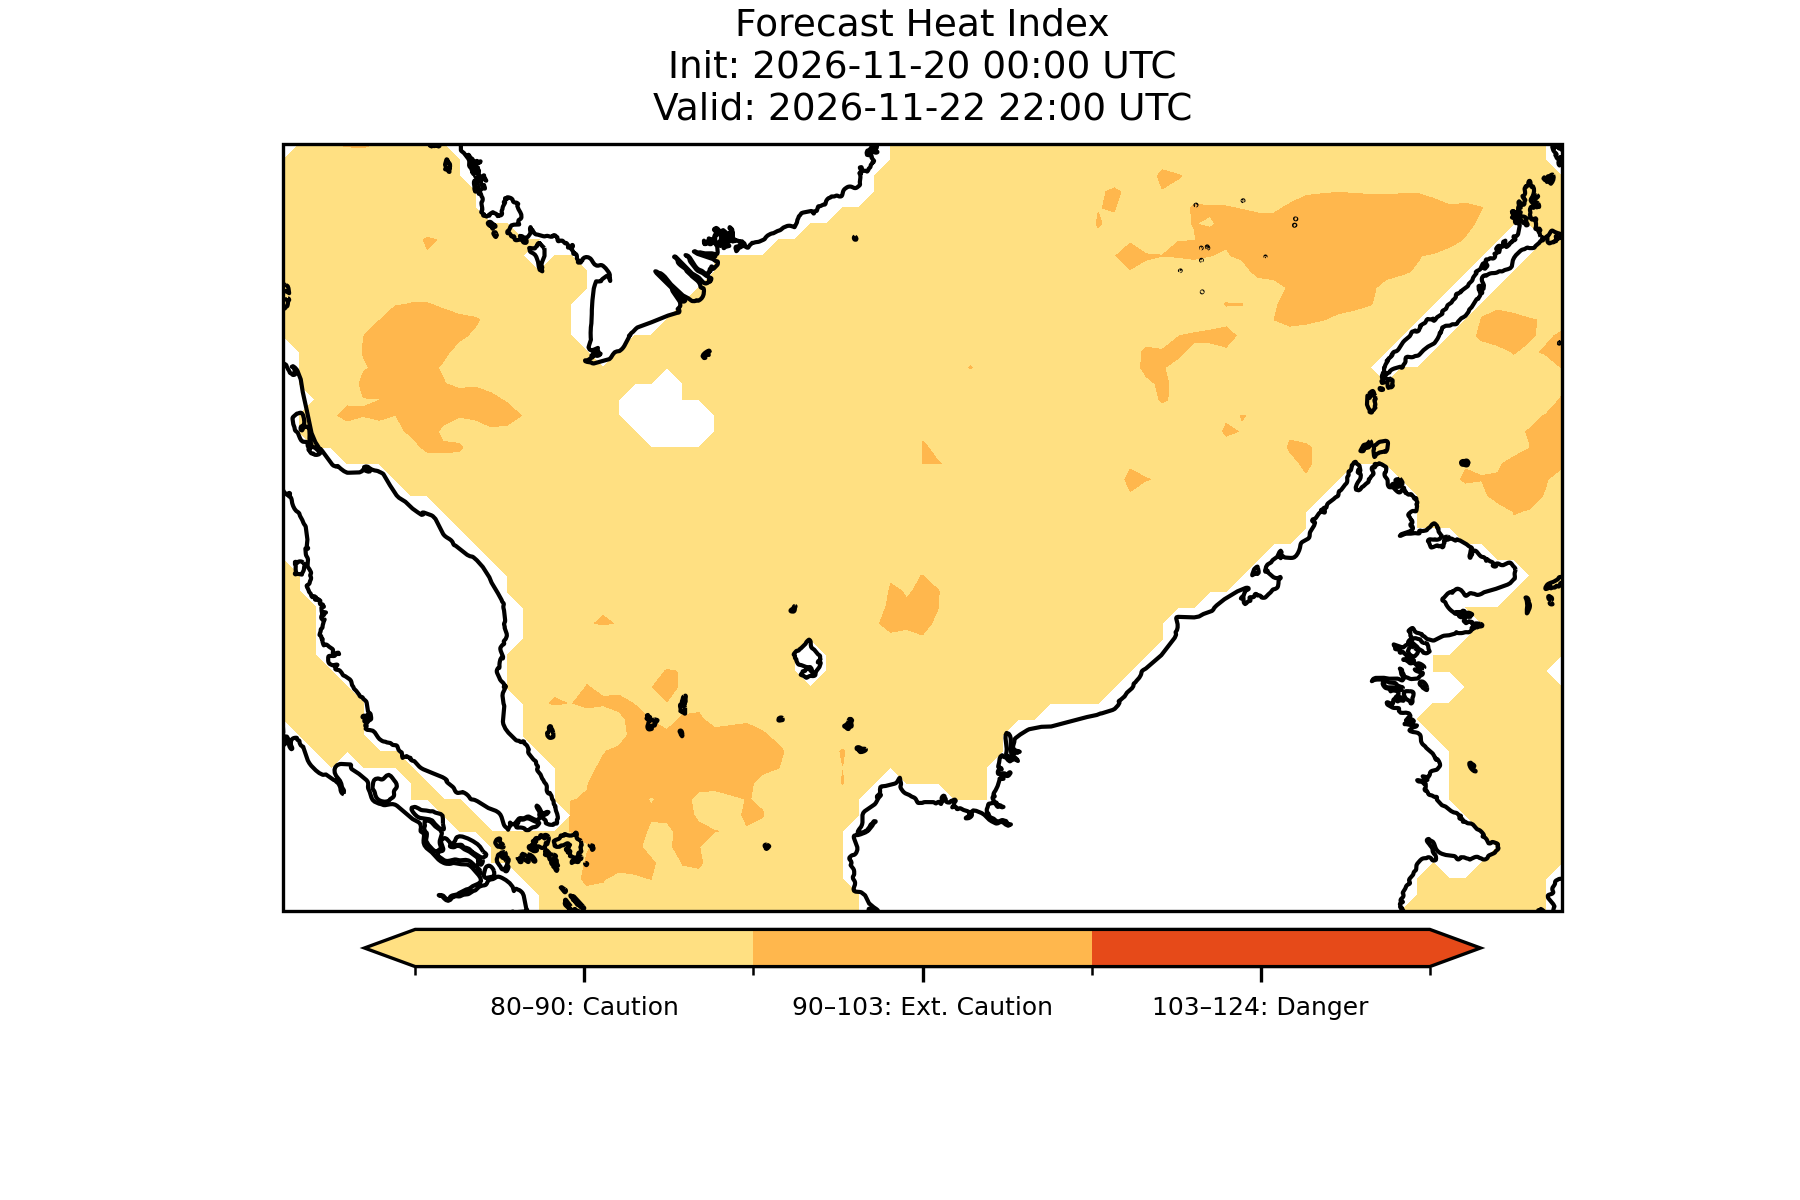 Forecast Heat Index
Init: 2026-11-20 00:00 UTC
Valid: 2026-11-22 22:00 UTC
80–90: Caution
90–103: Ext. Caution
103–124: Danger